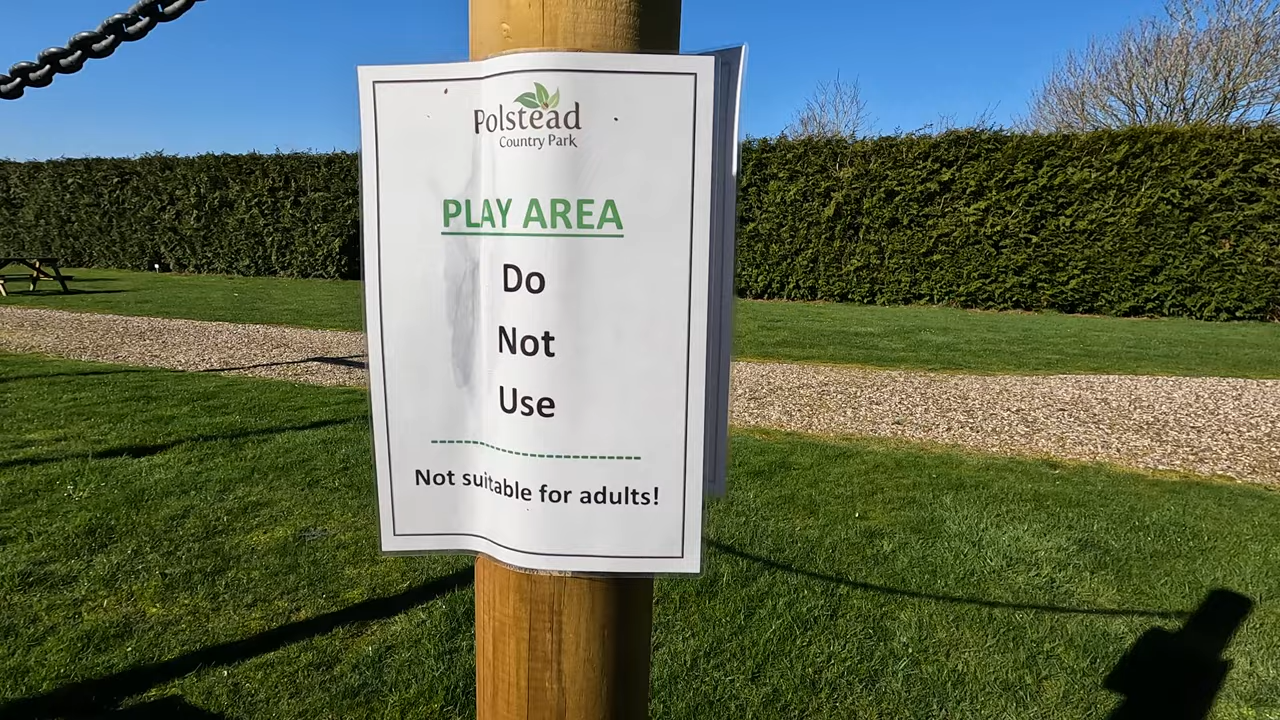 Polstead
Country Park
PLAY AREA
Do
Not
Use
Not suitable for adults!